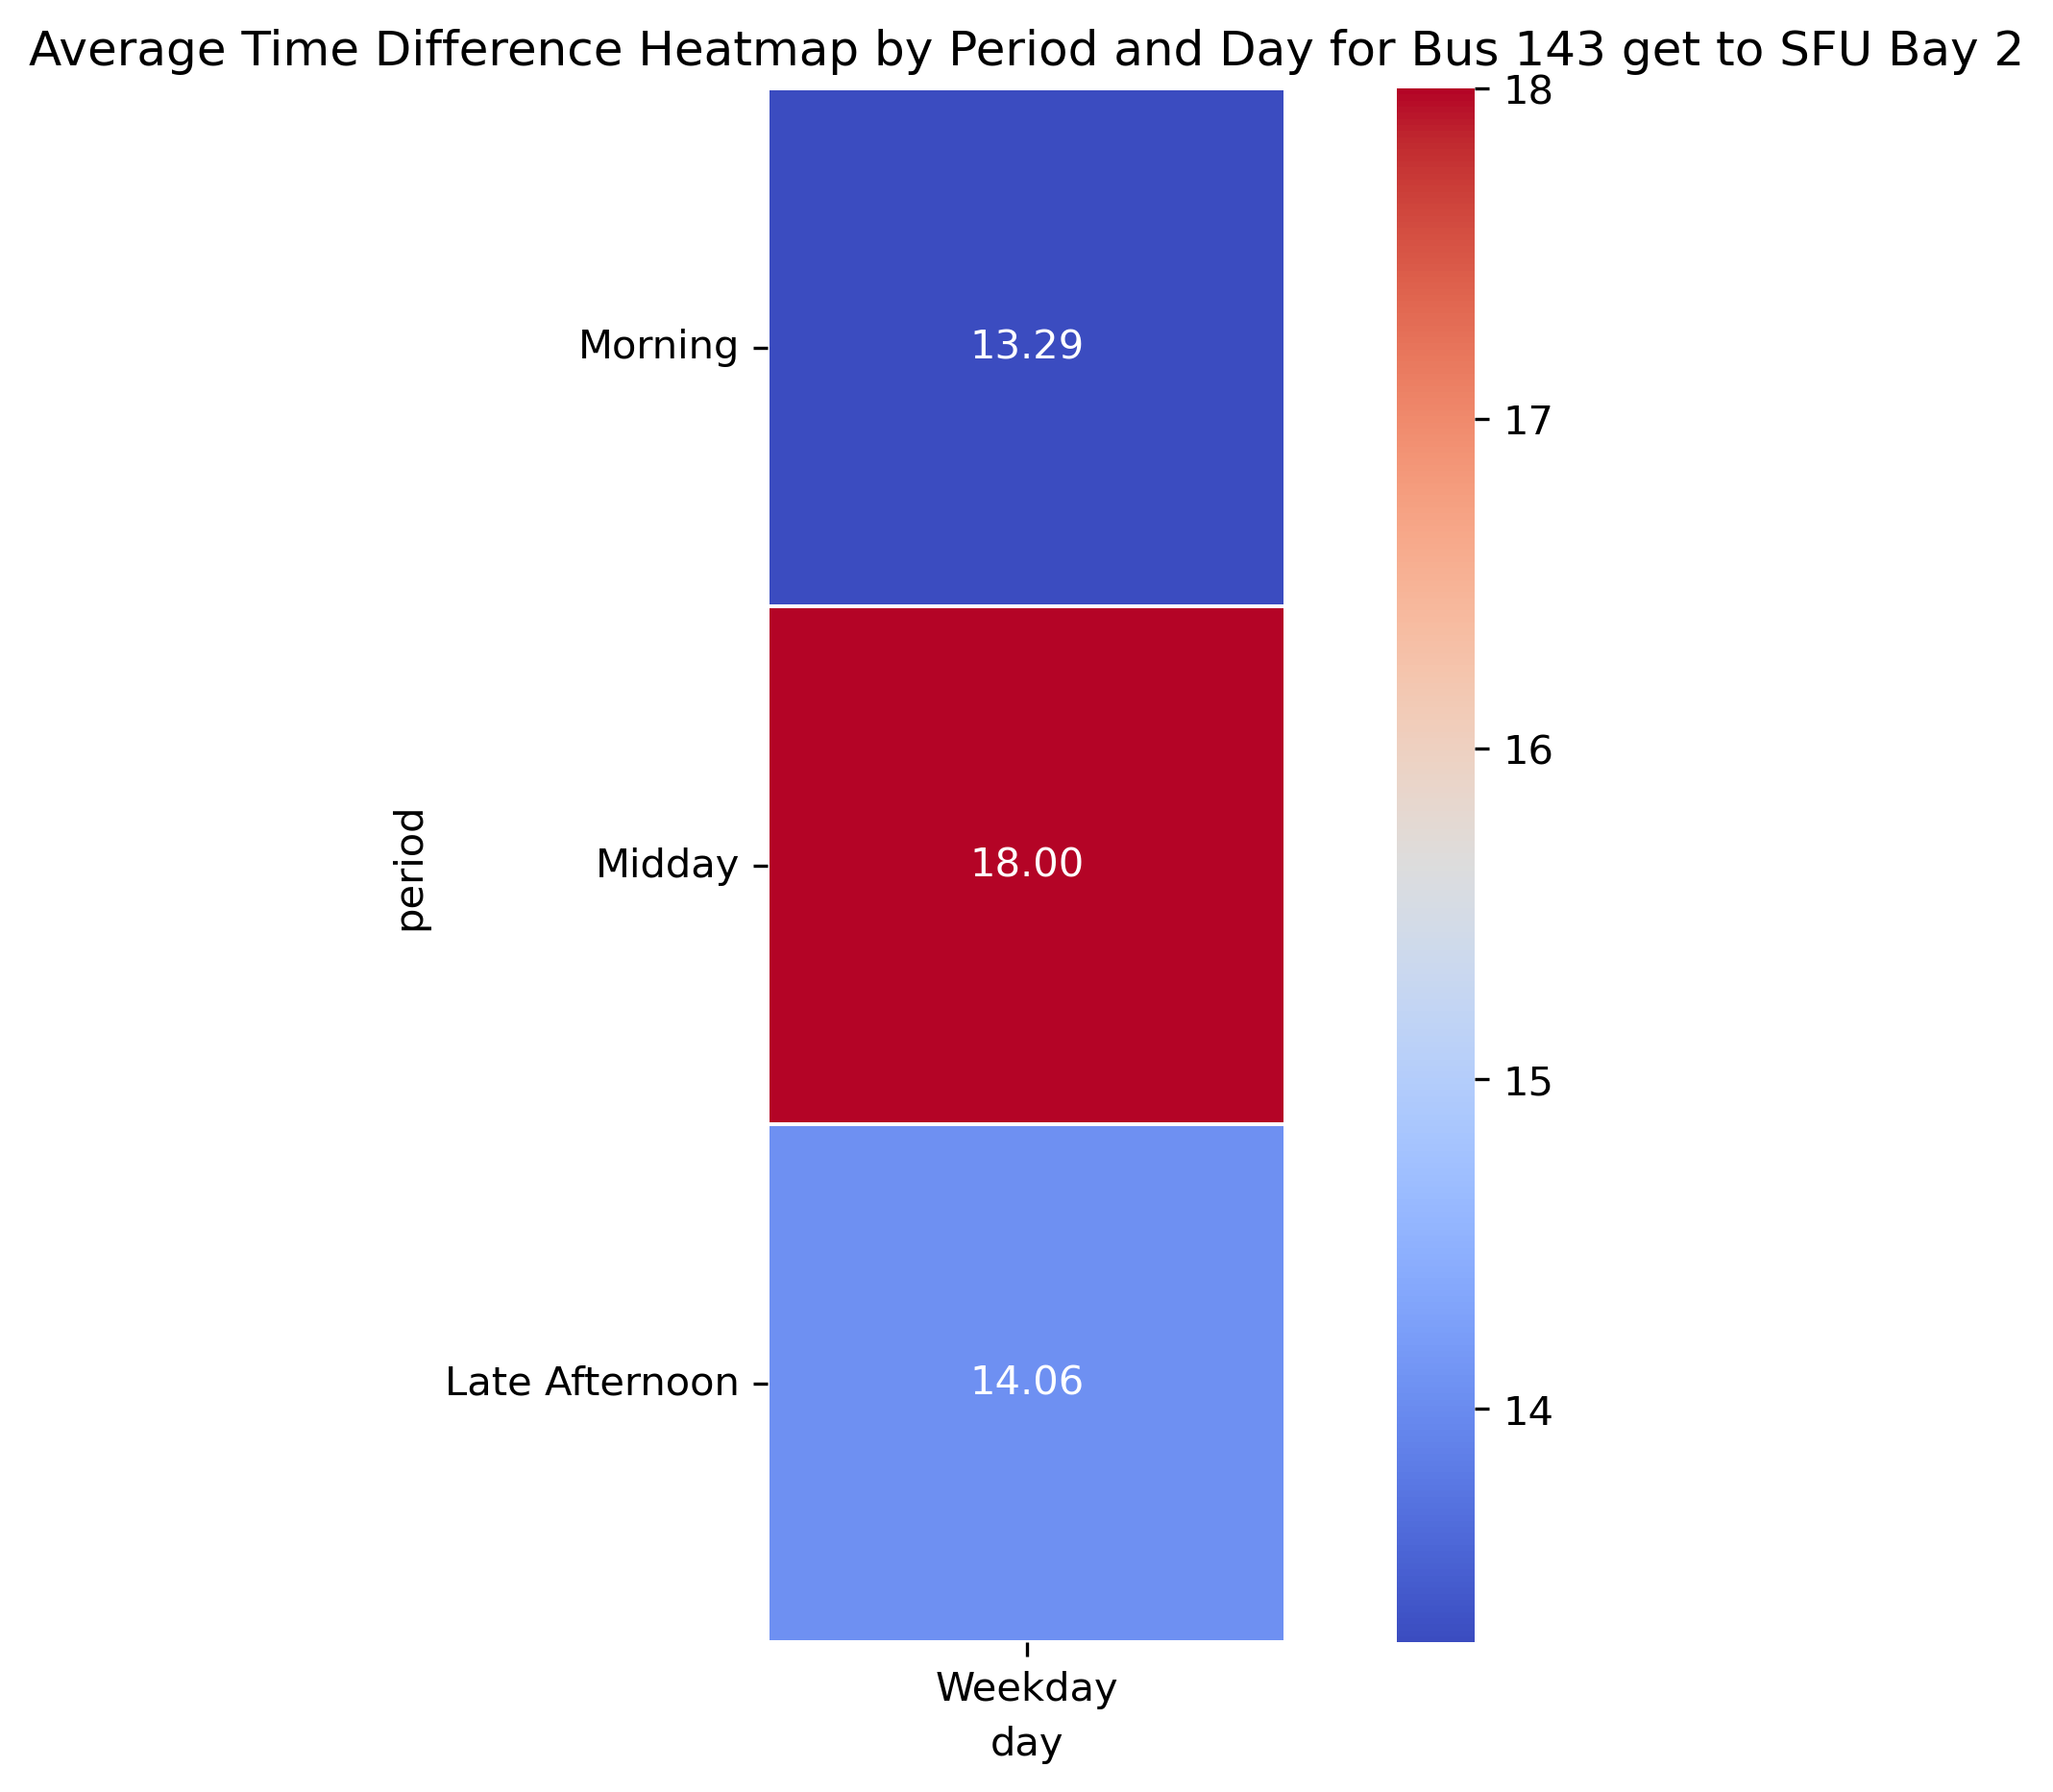 Average Time Difference Heatmap by Period and Day for Bus 143 get to SFU Bay 2
period
Morning
Midday
Late Afternoon
13.29
18.00
14.06
Weekday
day
18
17
16
15
14